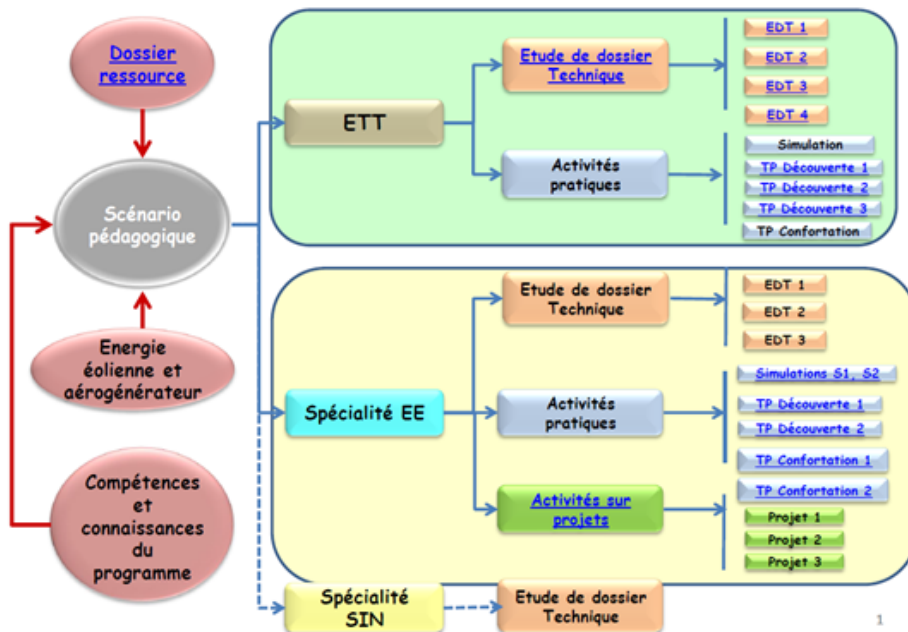 Dossier
ressource
Scénario
pédagogique
Energie
éolienne et
aérogénérateur
Compétences
et
connaissances
du
programme
ETT
Etude de dossier
Technique
EDT 1
EDT 2
EDT 3
EDT 4
Activités
pratiques
Simulation
TP Découverte 1
TP Découverte 2
TP Découverte 3
TP Confortation
Spécialité EE
Etude de dossier
Technique
EDT 1
EDT 2
EDT 3
Activités
pratiques
Simulations S1, S2
TP Découverte 1
TP Découverte 2
TP Confortation 1
TP Confortation 2
Activités sur
projets
Projet 1
Projet 2
Projet 3
Spécialité
SIN
Etude de dossier
Technique
1